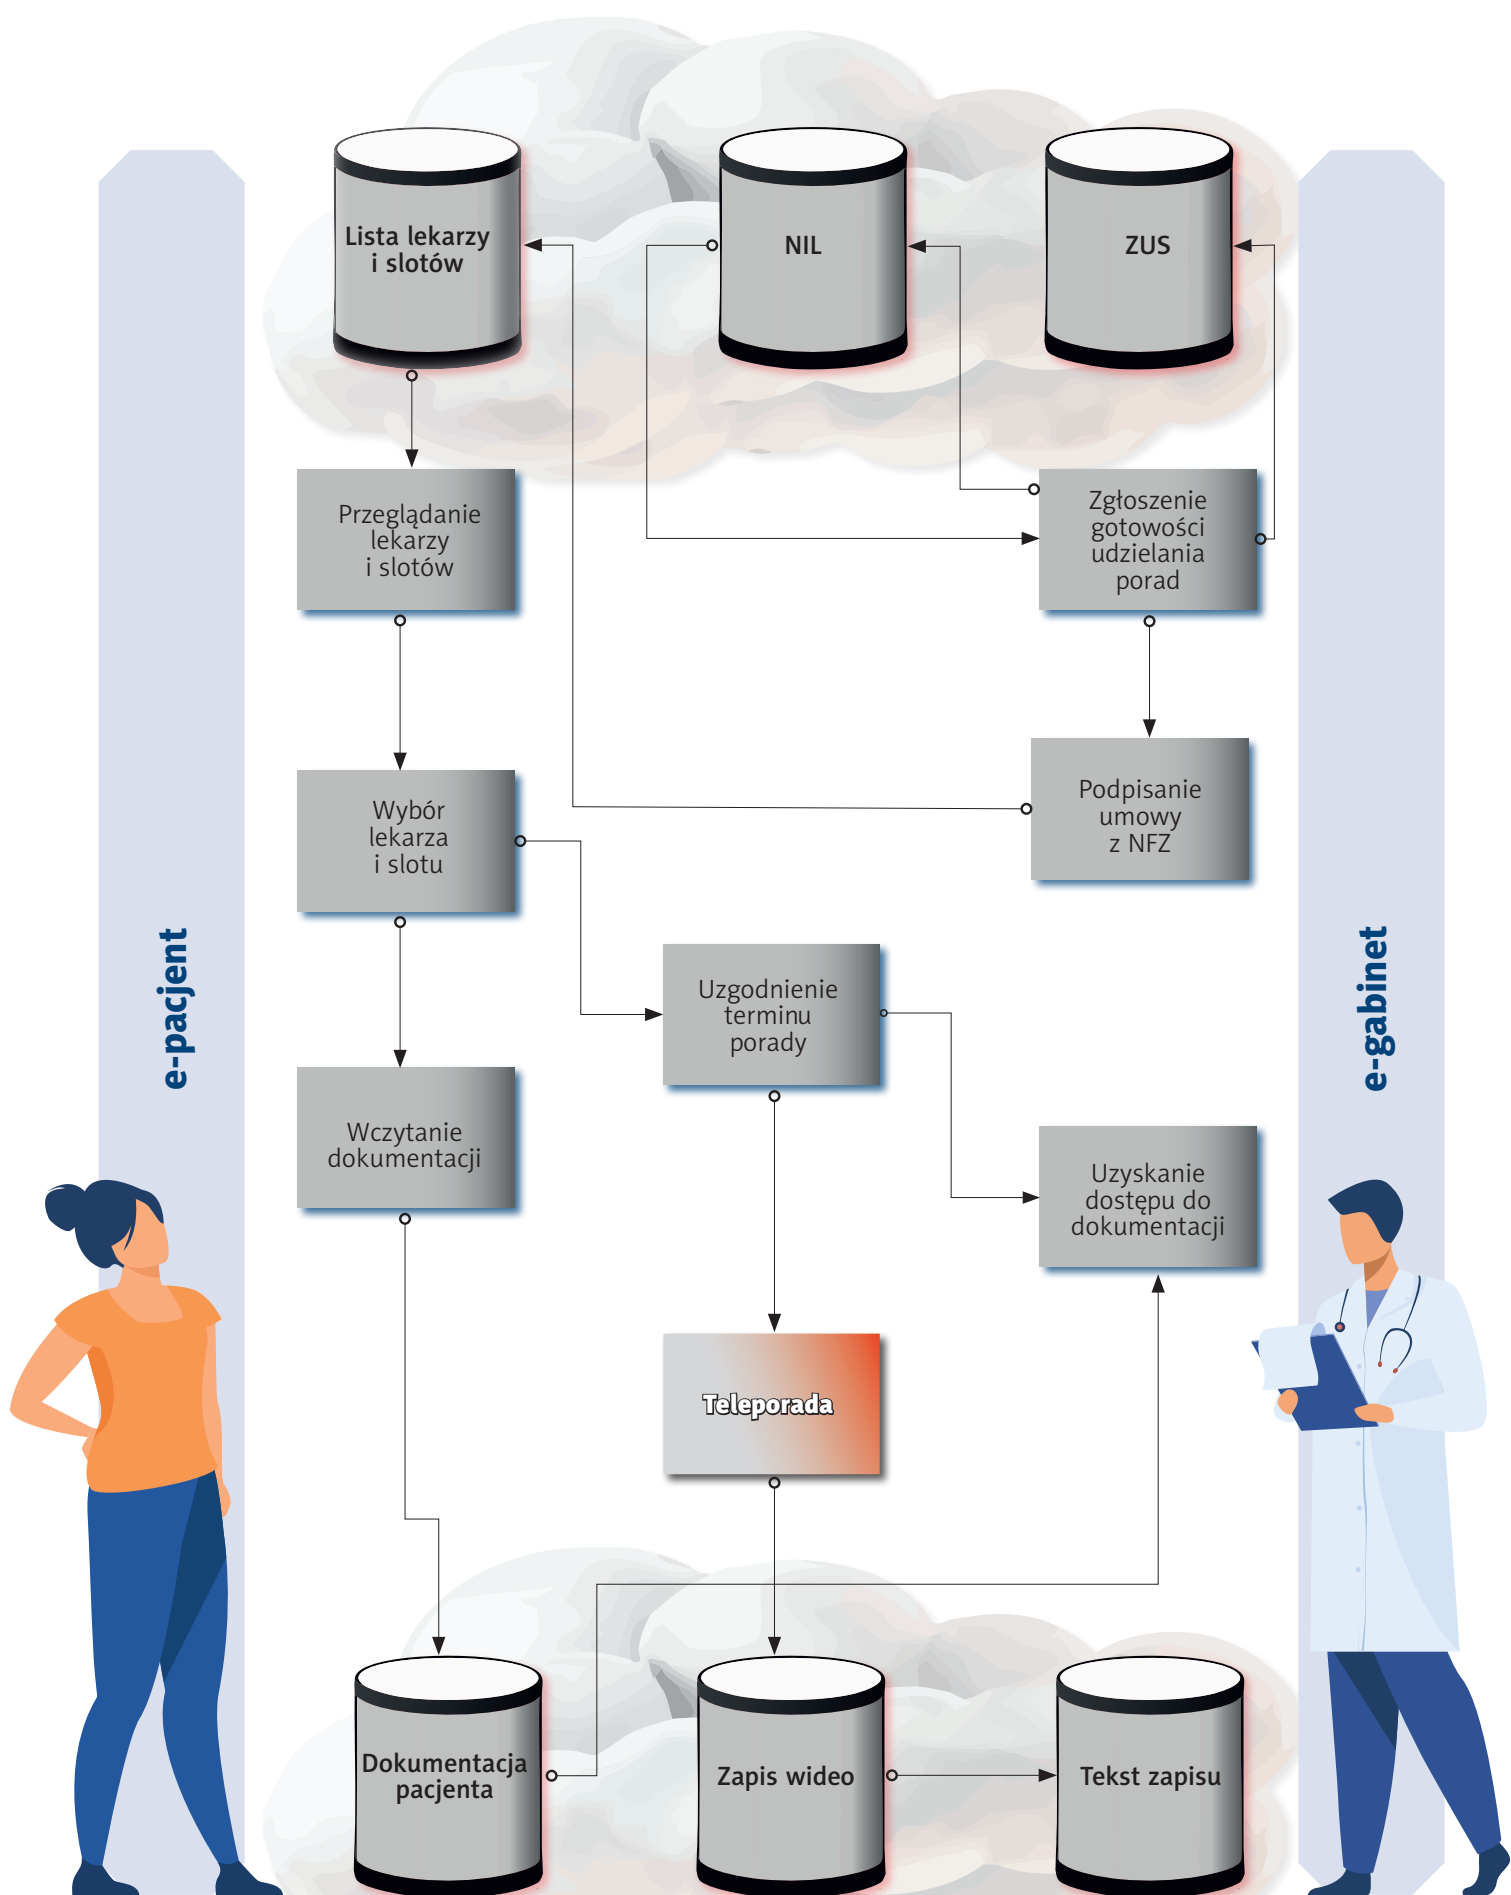 Lista lekarzy
i slotów
NIL
ZUS
Przeglądanie
lekarzy
i slotów
Zgłoszenie
gotowości
udzielania
porad
Wybór
lekarza
i slotu
Podpisanie
umowy
z NFZ
e-pacjent
e-gabinet
Uzgodnienie
terminu
porady
Wczytanie
dokumentacji
Uzyskanie
dostępu do
dokumentacji
Teleporada
Dokumentacja
pacjenta
Zapis wideo
Tekst zapisu